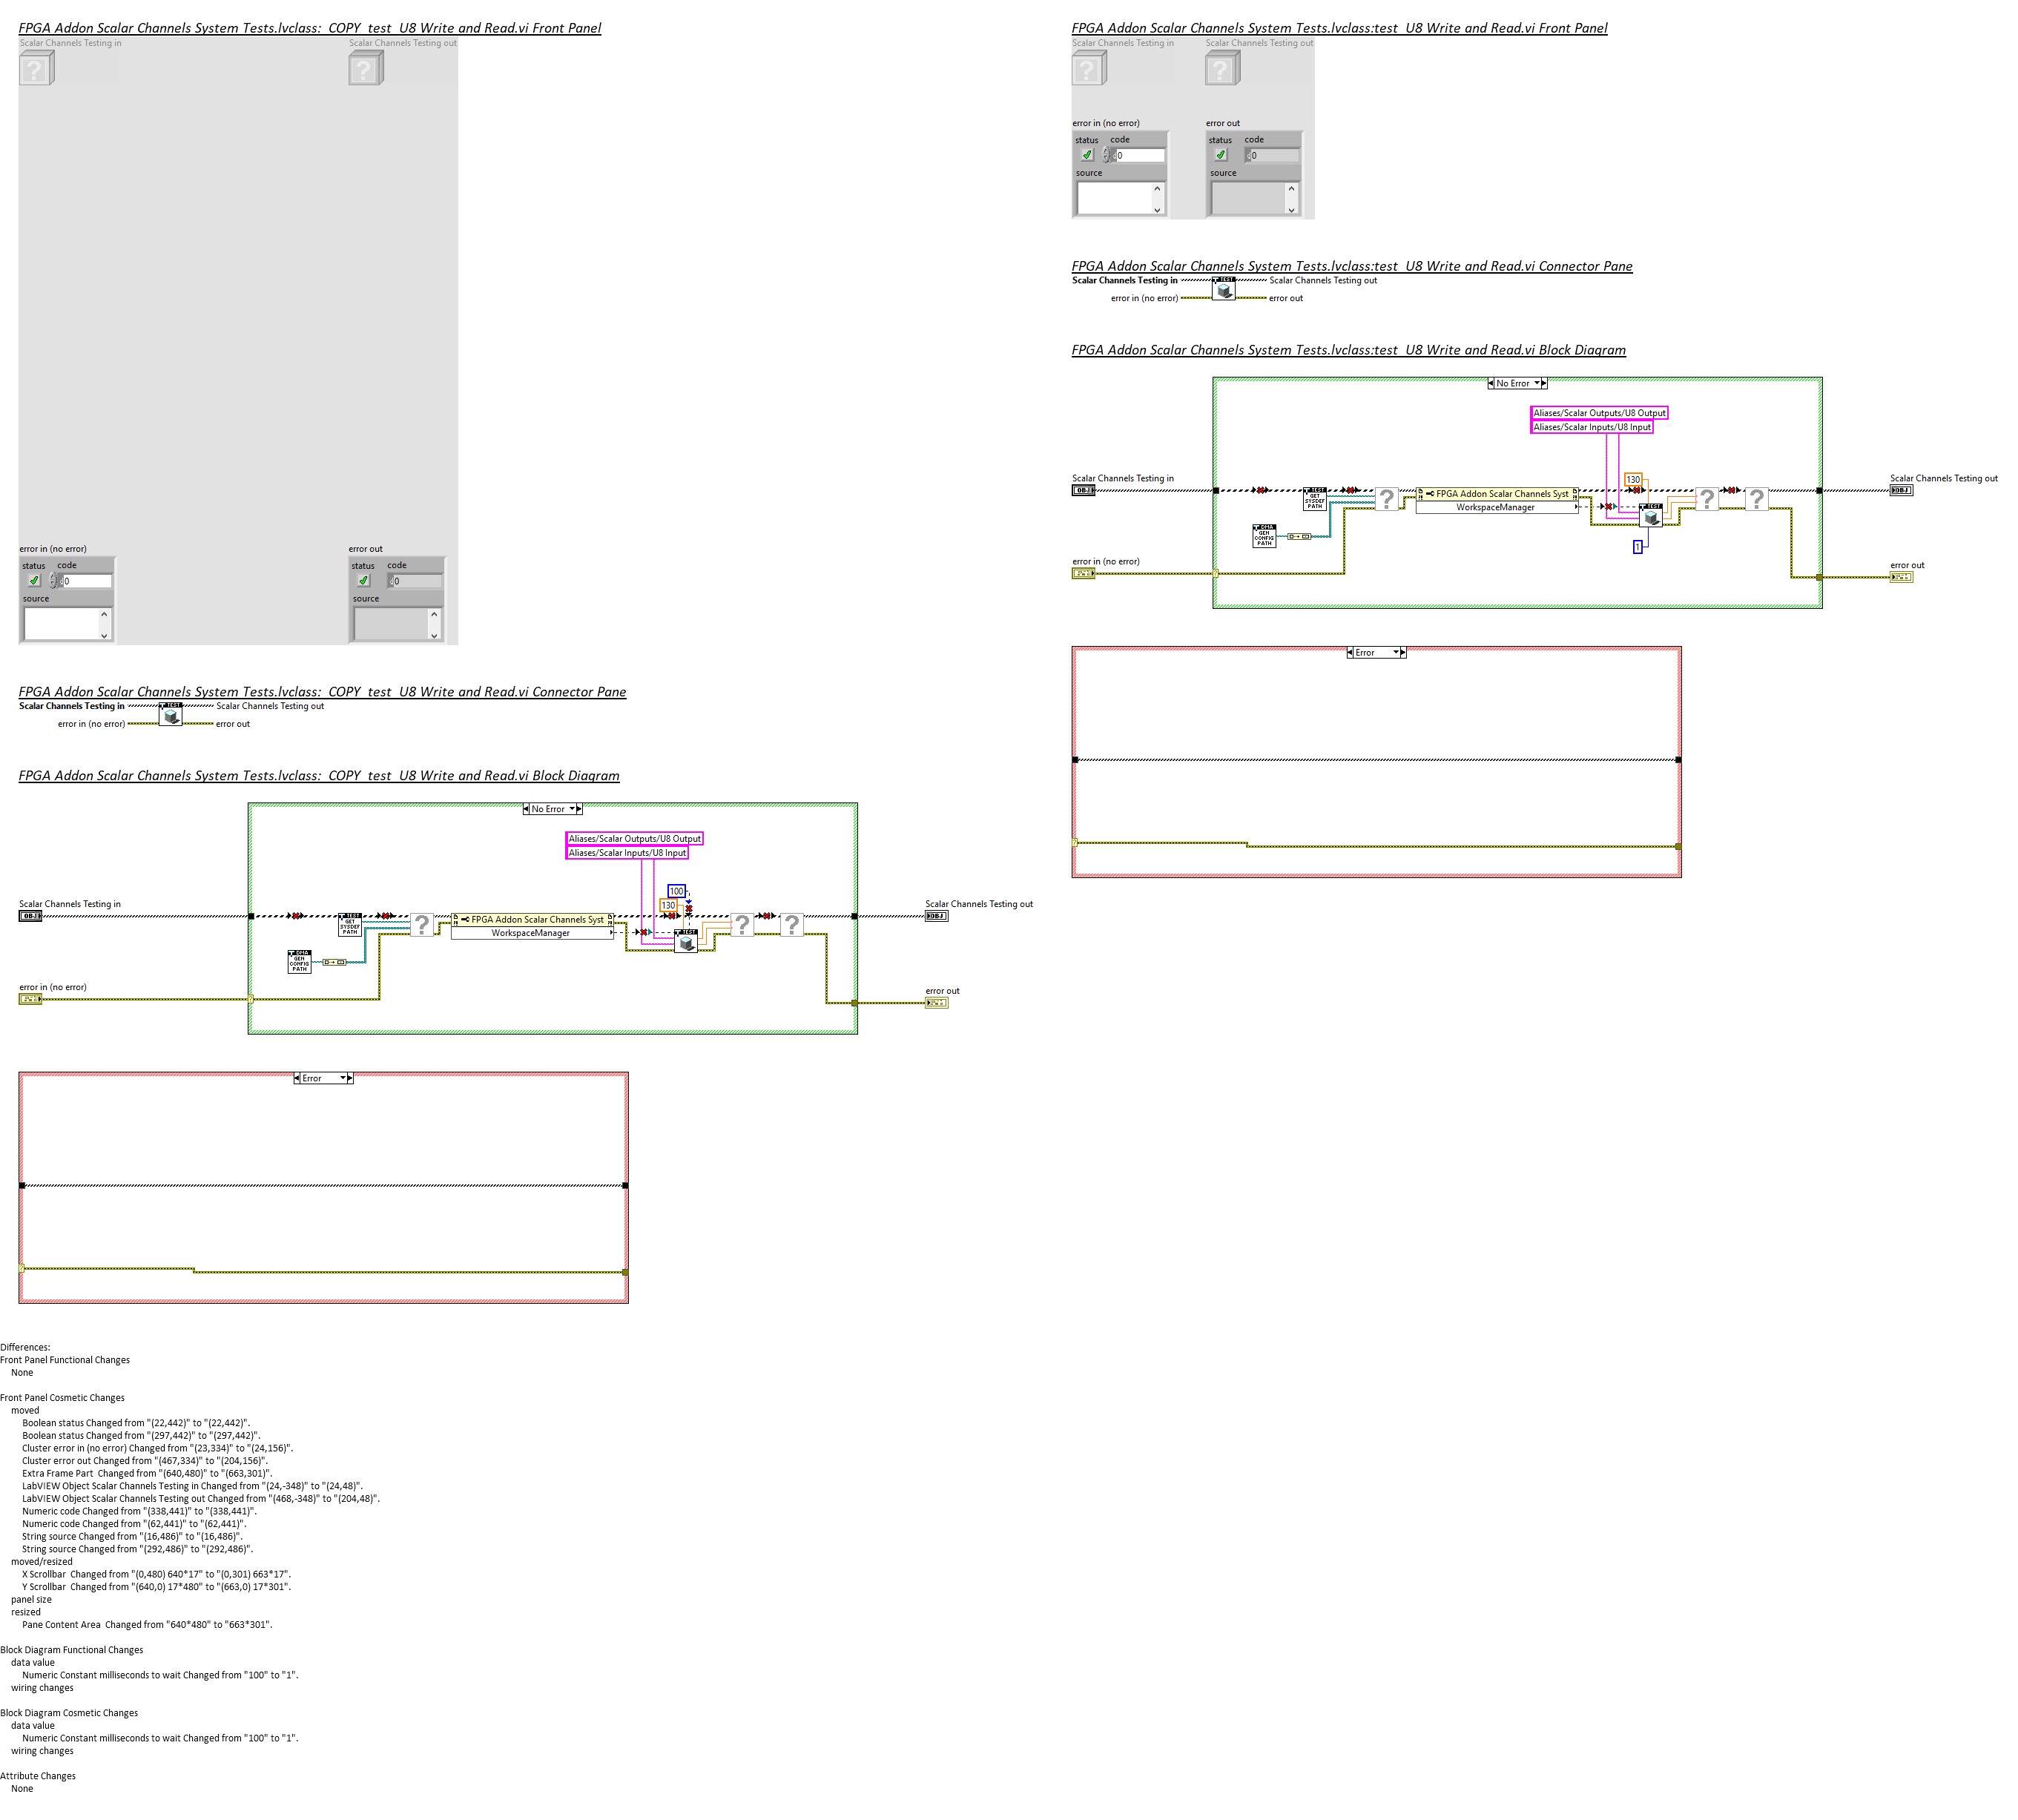 FPGA Addon Scalar Channels System Tests.lvclass:_COPY_test_U8 Write and Read.vi Front Panel
Scalar Channels Testing in
Scalar Channels Testing out
?
?
error in (no error)
error out
status
code
status
code
0
0
source
source
FPGA Addon Scalar Channels System Tests.lvclass:_COPY_test_U8 Write and Read.vi Connector Pane
Scalar Channels Testing in
TEST
Scalar Channels Testing out
error in (no error)
error out
FPGA Addon Scalar Channels System Tests.lvclass:_COPY_test_U8 Write and Read.vi Block Diagram
No Error
Aliases/Scalar Outputs/U8 Output
Aliases/Scalar Inputs/U8 Input
100
130
Scalar Channels Testing in
OBJ
TEST
GET
SYSDEF
PATH
?
FPGA Addon Scalar Channels Syst
WorkspaceManager
TEST
?
?
Scalar Channels Testing out
OBJ
DMA
GEN
CONFIG
PATH
error in (no error)
error out
Error
FPGA Addon Scalar Channels System Tests.lvclass:test_U8 Write and Read.vi Front Panel
Scalar Channels Testing in
Scalar Channels Testing out
?
?
error in (no error)
error out
status
code
status
code
0
0
source
source
FPGA Addon Scalar Channels System Tests.lvclass:test_U8 Write and Read.vi Connector Pane
Scalar Channels Testing in
TEST
Scalar Channels Testing out
error in (no error)
error out
FPGA Addon Scalar Channels System Tests.lvclass:test_U8 Write and Read.vi Block Diagram
No Error
Aliases/Scalar Outputs/U8 Output
Aliases/Scalar Inputs/U8 Input
130
Scalar Channels Testing in
OBJ
TEST
GET
SYSDEF
PATH
?
FPGA Addon Scalar Channels Syst
WorkspaceManager
TEST
?
?
Scalar Channels Testing out
OBJ
DMA
GEN
CONFIG
PATH
1
error in (no error)
error out
Error
Differences:
Front Panel Functional Changes
None
Front Panel Cosmetic Changes
moved
Boolean status Changed from "(22,442)" to "(22,442)".
Boolean status Changed from "(297,442)" to "(297,442)".
Cluster error in (no error) Changed from "(23,334)" to "(24,156)".
Cluster error out Changed from "(467,334)" to "(204,156)".
Extra Frame Part  Changed from "(640,480)" to "(663,301)".
LabVIEW Object Scalar Channels Testing in Changed from "(24,-348)" to "(24,48)".
LabVIEW Object Scalar Channels Testing out Changed from "(468,-348)" to "(204,48)".
Numeric code Changed from "(338,441)" to "(338,441)".
Numeric code Changed from "(62,441)" to "(62,441)".
String source Changed from "(16,486)" to "(16,486)".
String source Changed from "(292,486)" to "(292,486)".
moved/resized
X Scrollbar  Changed from "(0,480) 640*17" to "(0,301) 663*17".
Y Scrollbar  Changed from "(640,0) 17*480" to "(663,0) 17*301".
panel size
resized
Pane Content Area  Changed from "640*480" to "663*301".
Block Diagram Functional Changes
data value
Numeric Constant milliseconds to wait Changed from "100" to "1".
wiring changes
Block Diagram Cosmetic Changes
data value
Numeric Constant milliseconds to wait Changed from "100" to "1".
wiring changes
Attribute Changes
None